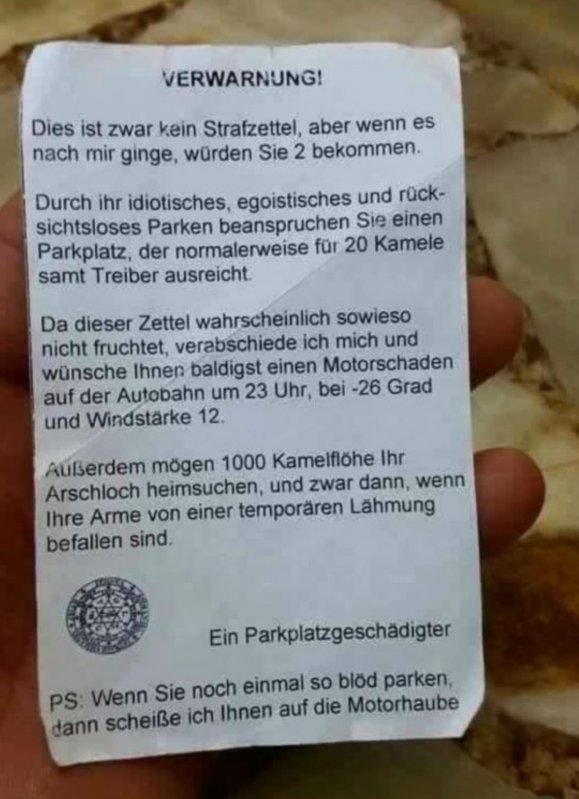 VERWARNUNG!
Dies ist zwar kein Strafzettel, aber wenn es
nach mir ginge, würden Sie 2 bekommen.
Durch ihr idiotisches, egoistisches und rück-
sichtsloses Parken beanspruchen Sie einen
Parkplatz, der normalerweise für 20 Kamele
samt Treiber ausreicht.
Da dieser Zettel wahrscheinlich sowieso
nicht fruchtet, verabschiede ich mich und
wünsche Ihnen baldigst einen Motorschaden
auf der Autobahn um 23 Uhr, bei -26 Grad
und Windstärke 12.
Außerdem mögen 1000 Kamelflöhe Ihr
Arschloch heimsuchen, und zwar dann, wenn
Ihre Arme von einer temporären Lähmung
befallen sind.
Ein Parkplatzgeschädigter
PS: Wenn Sie noch einmal so blöd parken,
dann scheiße ich Ihnen auf die Motorhaube